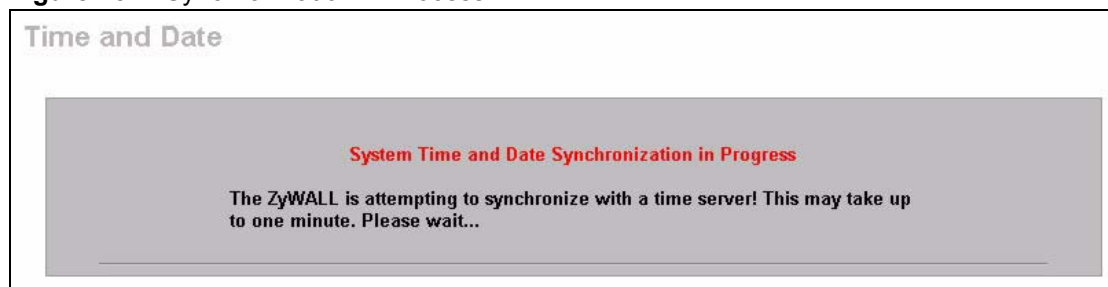 Time and Date
System Time and Date Synchronization in Progress
The ZyWALL is attempting to synchronize with a time server! This may take up
to one minute. Please wait...